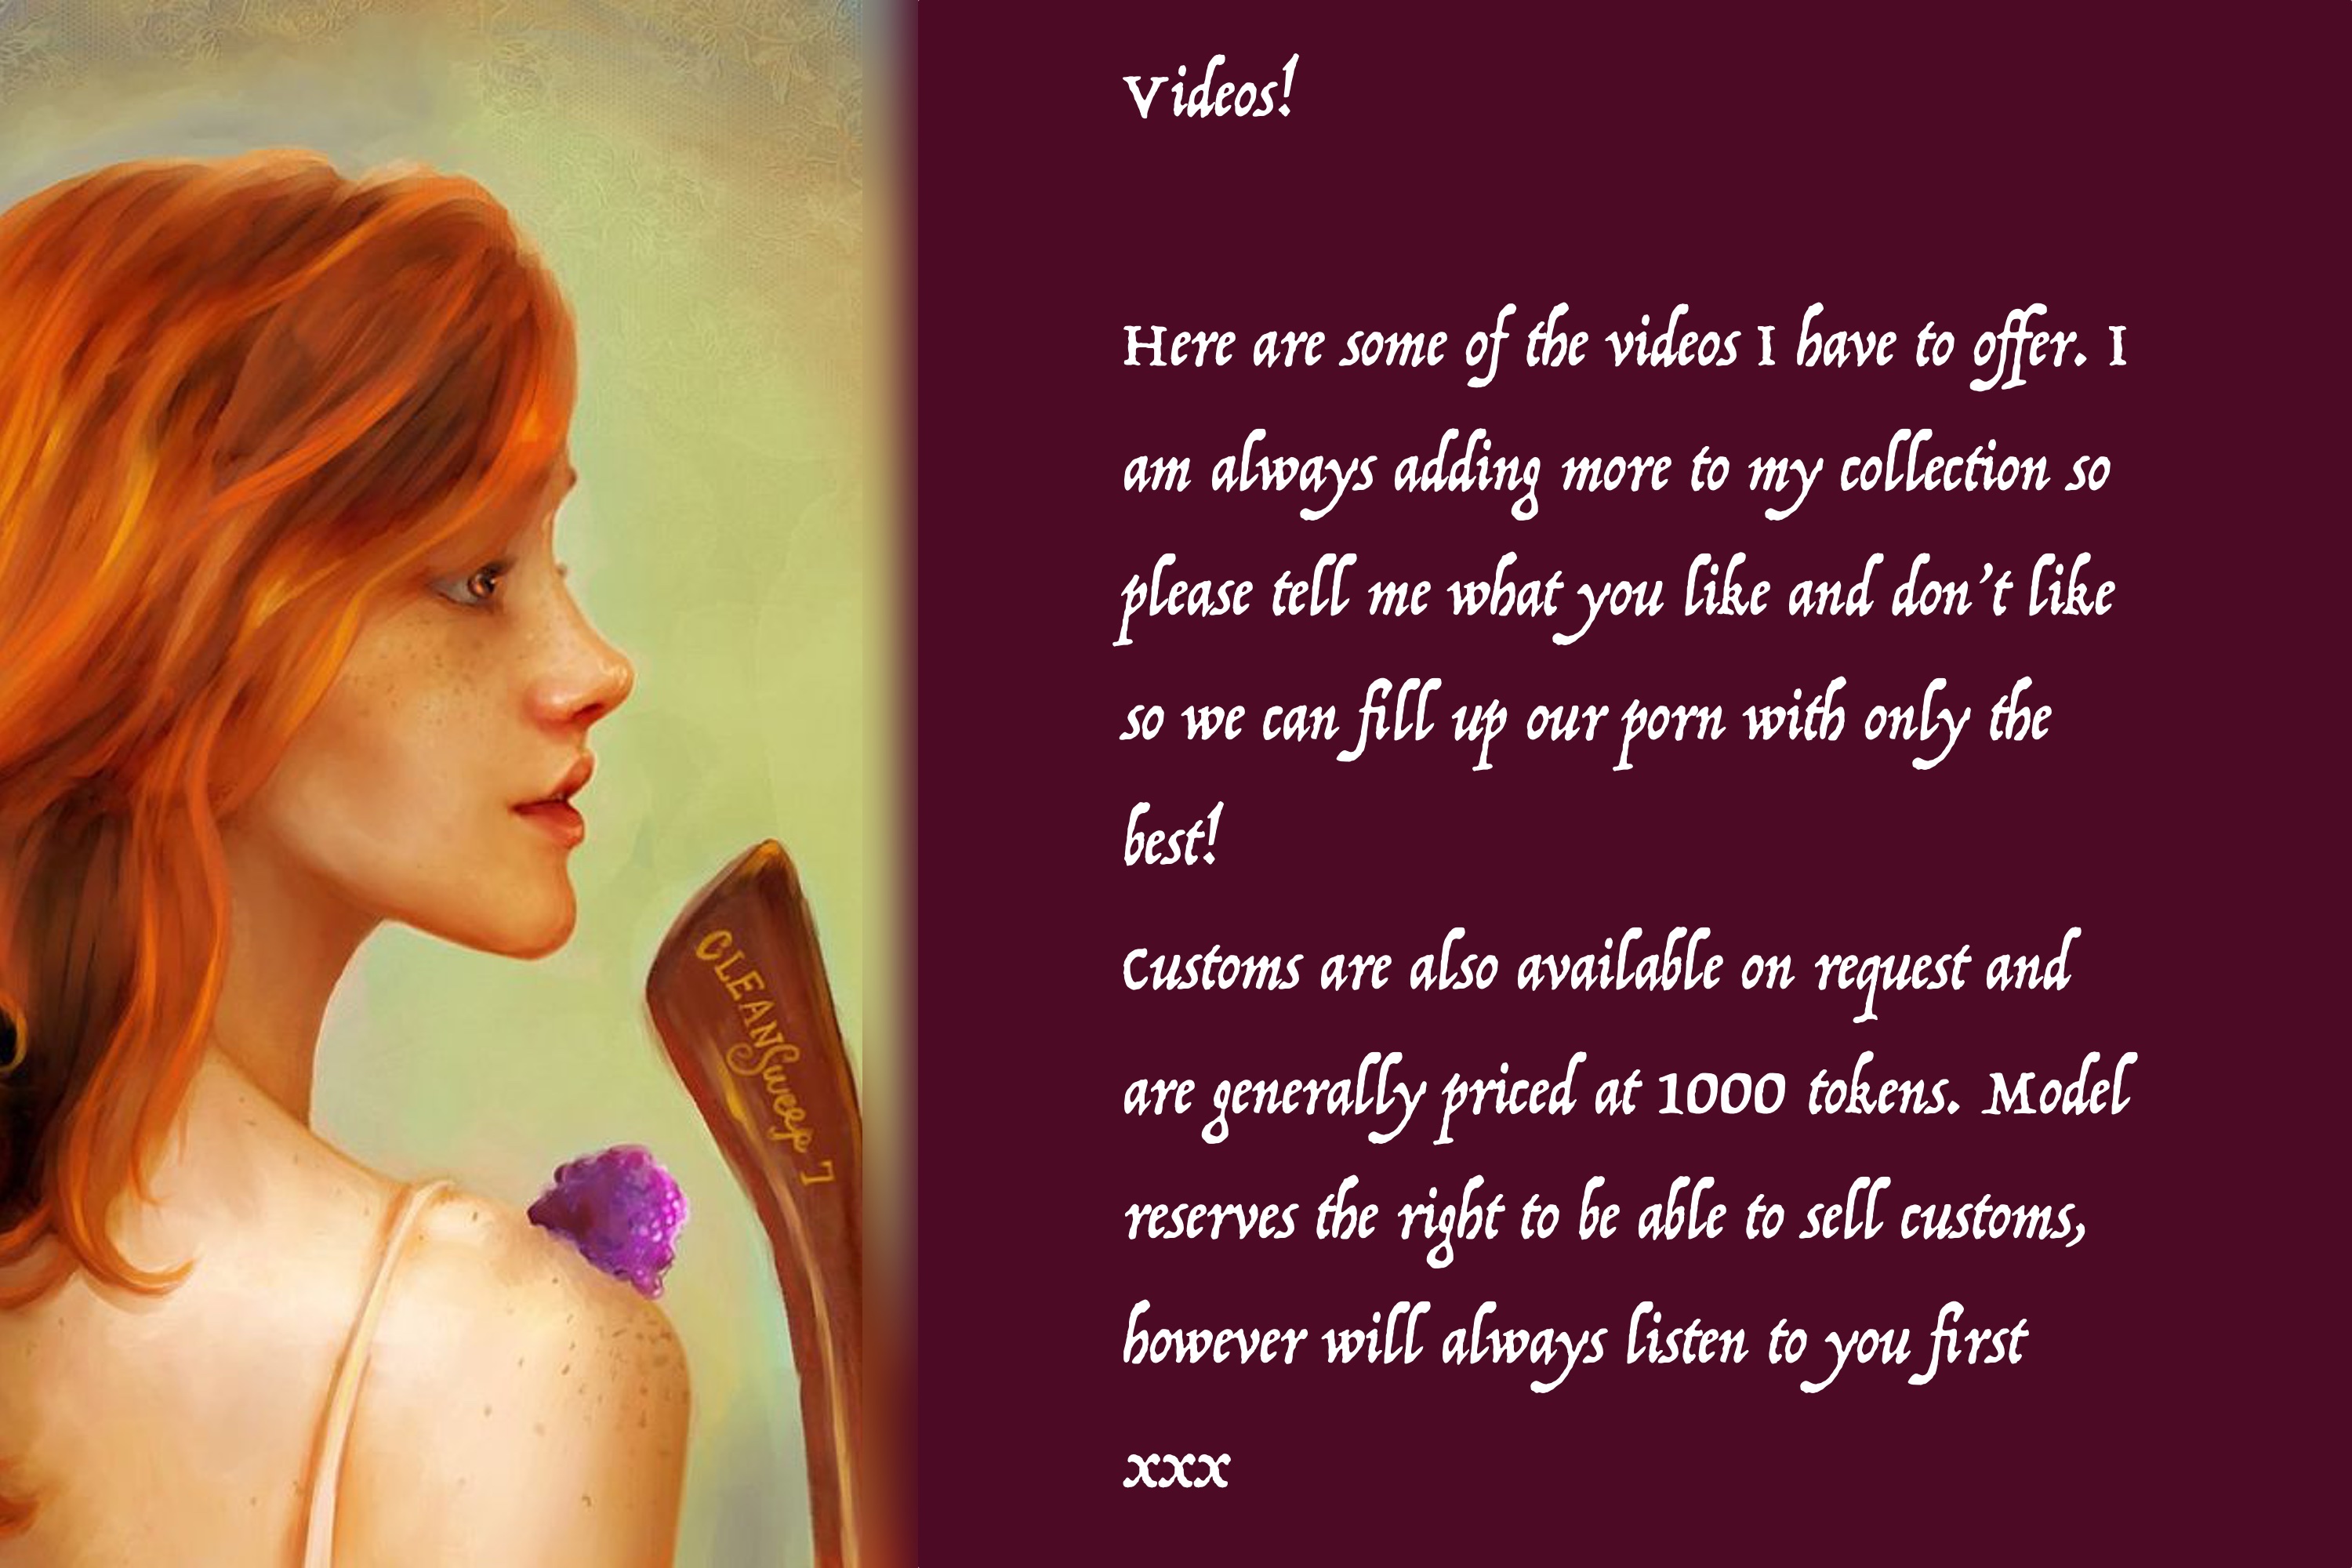 CLEANSweep 7
Videos!
Here are some of the videos I have to offer. I
am always adding more to my collection so
please tell me what you like and don't like
so we can fill up our porn with only the
best!
Customs are also available on request and
are generally priced at 1000 tokens. Model
reserves the right to be able to sell customs,
however will always listen to you first
xxx